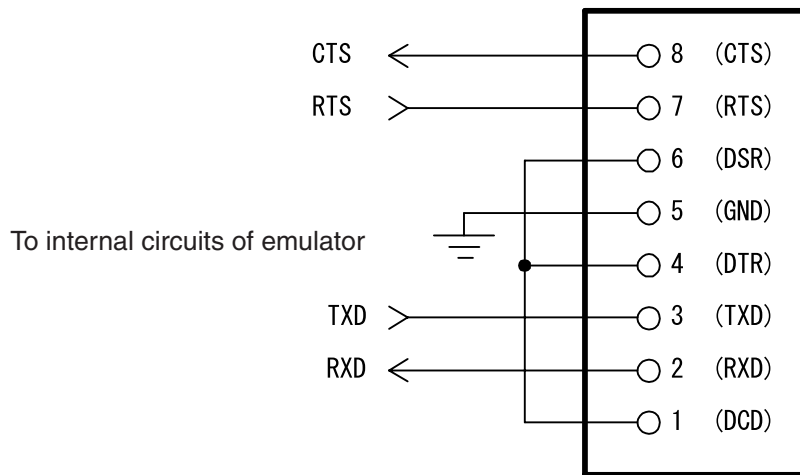 CTS 8 (CTS)
RTS 7 (RTS)
6 (DSR)
5 (GND)
To internal circuits of emulator
4 (DTR)
TXD 3 (TXD)
RXD 2 (RXD)
1 (DCD)